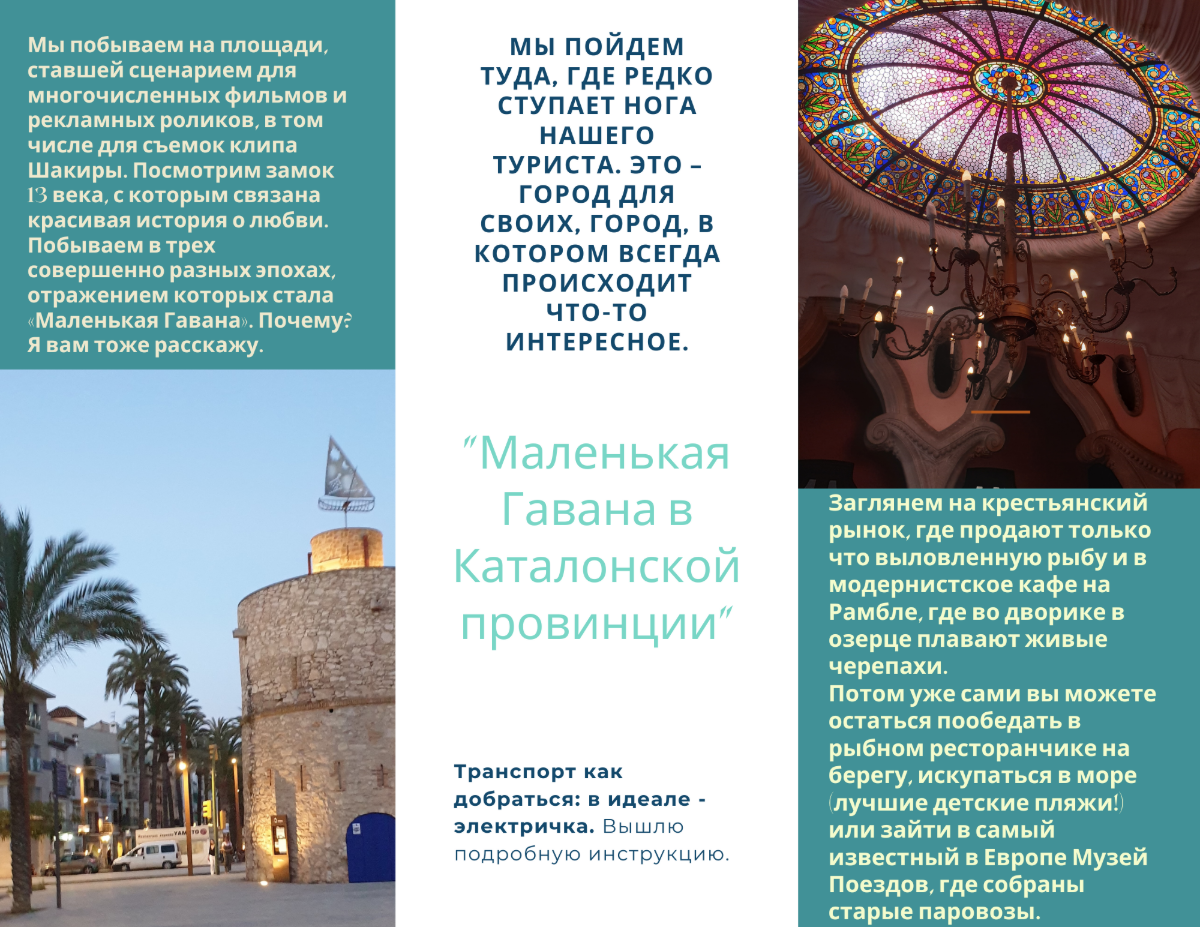 Мы побываем на площади,
ставшей сценарием для
многочисленных фильмов и
рекламных роликов, в том
числе для съемок клипа
Шакиры. Посмотрим замок
13 века, с которым связана
красивая история о любви.
Побываем в трех
совершенно разных эпохах,
отражением которых стала
«Маленькая Гавана». Почему?
Я вам тоже расскажу.
МЫ ПОЙДЕМ
ТУДА, ГДЕ РЕДКО
СТУПАЕТ НОГА
НАШЕГО
ТУРИСТА. ЭТО –
ГОРОД ДЛЯ
СВОИХ, ГОРОД, В
КОТОРОМ ВСЕГДА
ПРОИСХОДИТ
ЧТО-ТО
ИНТЕРЕСНОЕ.
"Маленькая
Гавана в
Каталонской
провинции"
Транспорт как
добраться: в идеале -
электричка. Вышлю
подробную инструкцию.
Заглянем на крестьянский
рынок, где продают только
что выловленную рыбу и в
модернистское кафе на
Рамбле, где во дворике в
озерце плавают живые
черепахи.
Потом уже сами вы можете
остаться пообедать в
рыбном ресторанчике на
берегу, искупаться в море
(лучшие детские пляжи!)
или зайти в самый
известный в Европе Музей
Поездов, где собраны
старые паровозы.